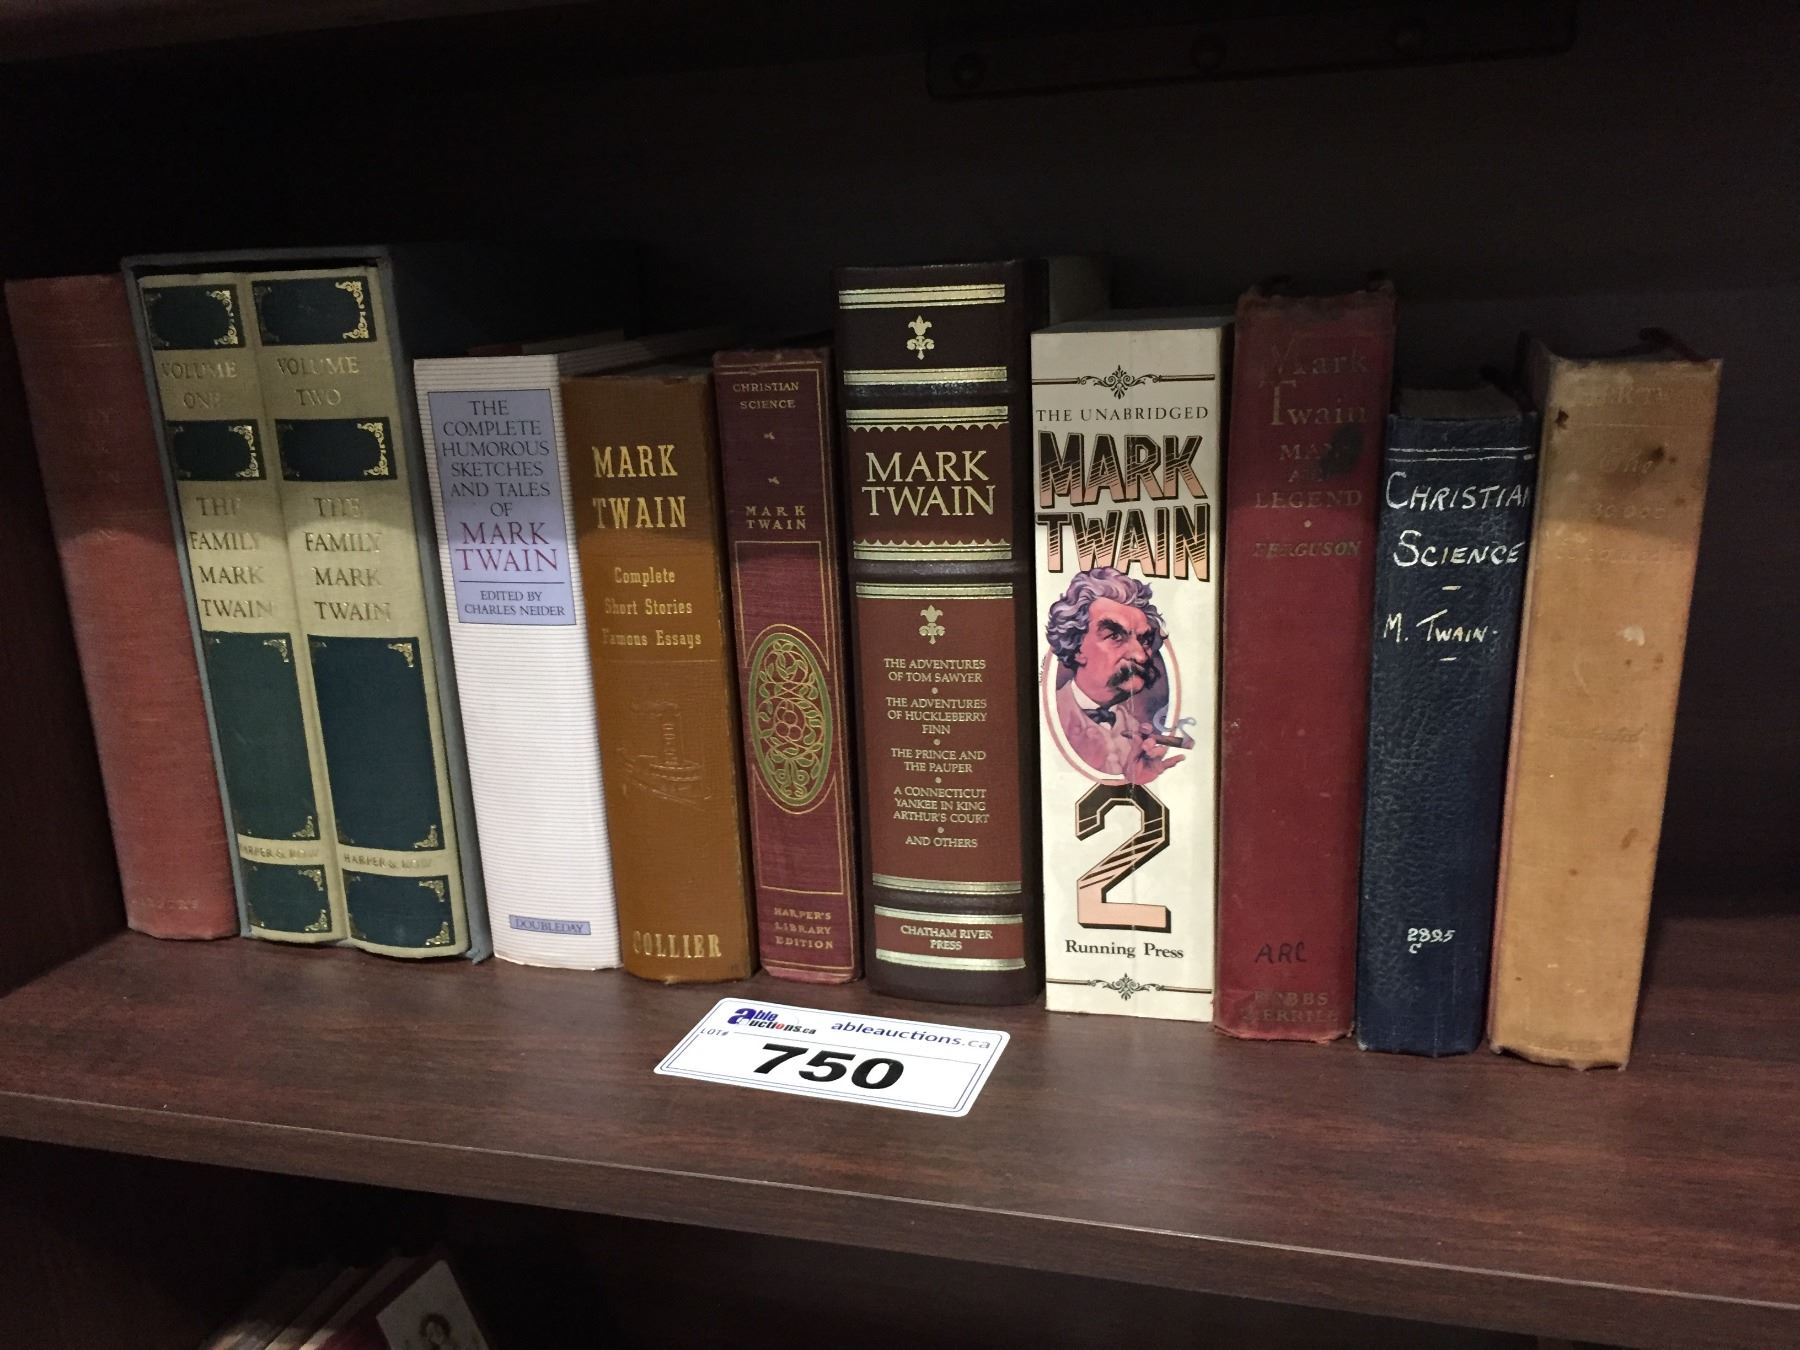 VOLUME
ONE
THE
FAMILY
MARK
TWAIN
HARPER & ROW
VOLUME
TWO
THE
FAMILY
MARK
TWAIN
HARPER & ROW
THE
COMPLETE
HUMOROUS
SKETCHES
AND TALES
OF
MARK
TWAIN
EDITED BY
CHARLES NEIDER
DOUBLEDAY
MARK
TWAIN
Complete
Short Stories
Famous Essays
COLLIER
CHRISTIAN
SCIENCE
MARK
TWAIN
HARPER'S
LIBRARY
EDITION
MARK
TWAIN
THE ADVENTURES
OF TOM SAWYER
THE ADVENTURES
OF HUCKLEBERRY
FINN
THE PRINCE AND
THE PAUPER
A CONNECTICUT
YANKEE IN KING
ARTHUR'S COURT
AND OTHERS
CHATHAM RIVER
PRESS
THE UNABRIDGED
MARK
TWAIN
2
Running Press
Mark
Twain
MAN
AND
LEGEND
FERGUSON
ARC
BOBBS
MERRILL
CHRISTIAN
SCIENCE
M. TWAIN
2895
C
able
auctions.ca
ableauctions.ca
LOT#
750